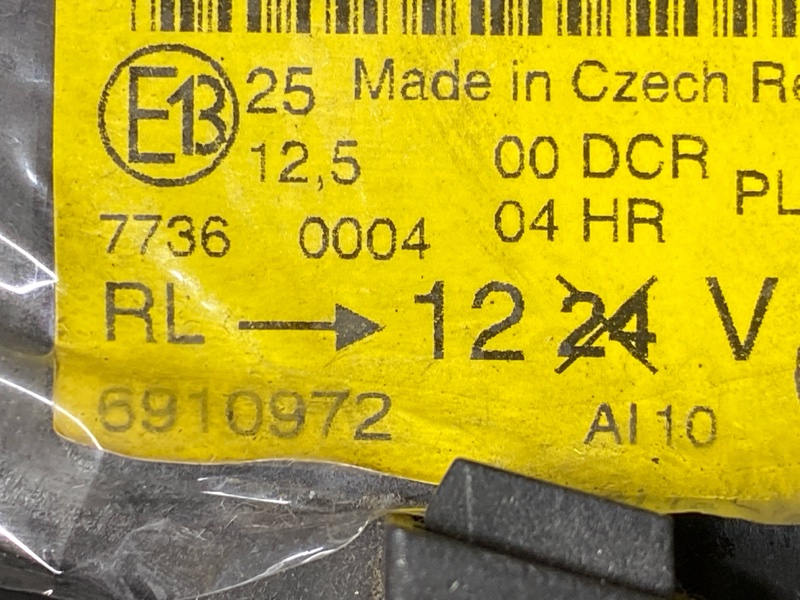 E13 25 Made in Czech Re
12,5 00 DCR PL
7736 0004 04 HR
RL → 12 24 V
6910972 AI 10